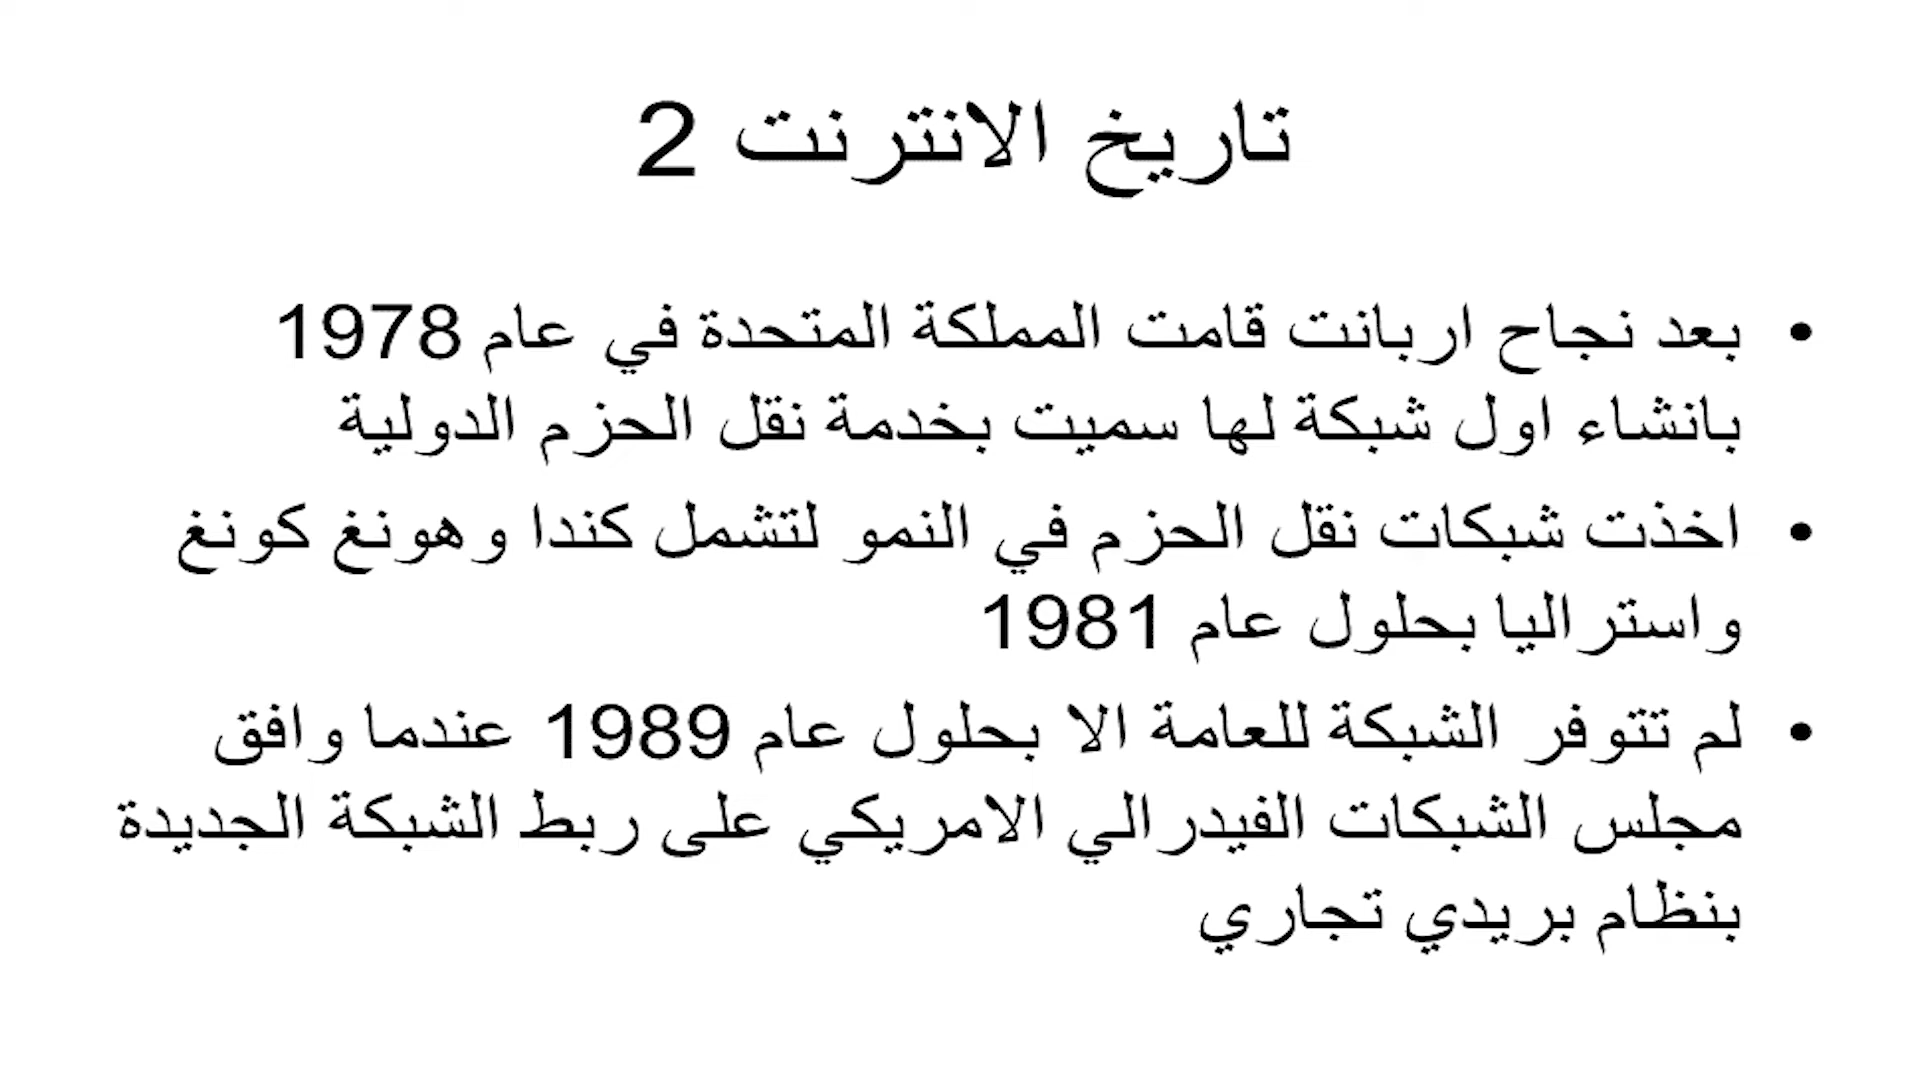 تاريخ الانترنت 2
• بعد نجاح اربانت قامت المملكة المتحدة في عام 1978
بانشاء اول شبكة لها سميت بخدمة نقل الحزم الدولية
• اخذت شبكات نقل الحزم في النمو لتشمل كندا وهونغ كونغ
واستراليا بحلول عام 1981
• لم تتوفر الشبكة للعامة الا بحلول عام 1989 عندما وافق
مجلس الشبكات الفيدرالي الامريكي على ربط الشبكة الجديدة
بنظام بريدي تجاري